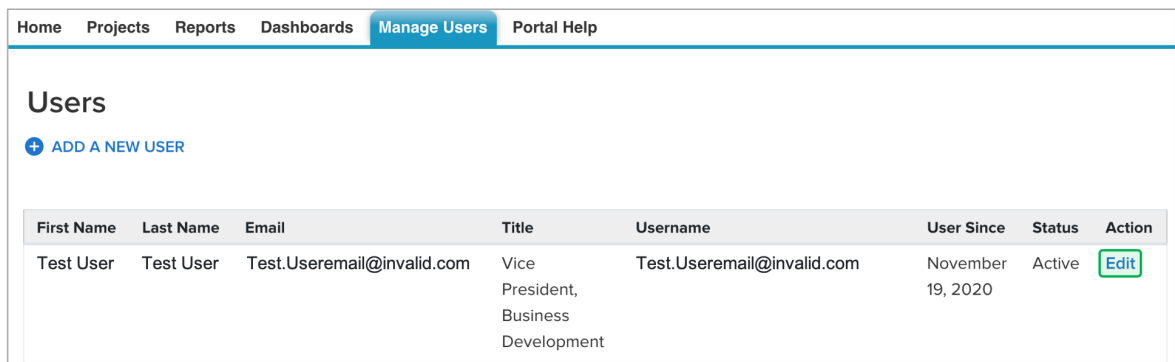 Home Projects Reports Dashboards Manage Users Portal Help
Users
ADD A NEW USER
First Name Last Name Email Title Username User Since Status Action
Test User Test User Test.Useremail@invalid.com Vice Test.Useremail@invalid.com November Active Edit
President, 19, 2020
Business
Development